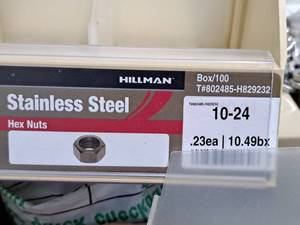 HILLMAN
Box/100
T#802485-H829232
Stainless Steel
Hex Nuts
10-24
.23ea | 10.49bx